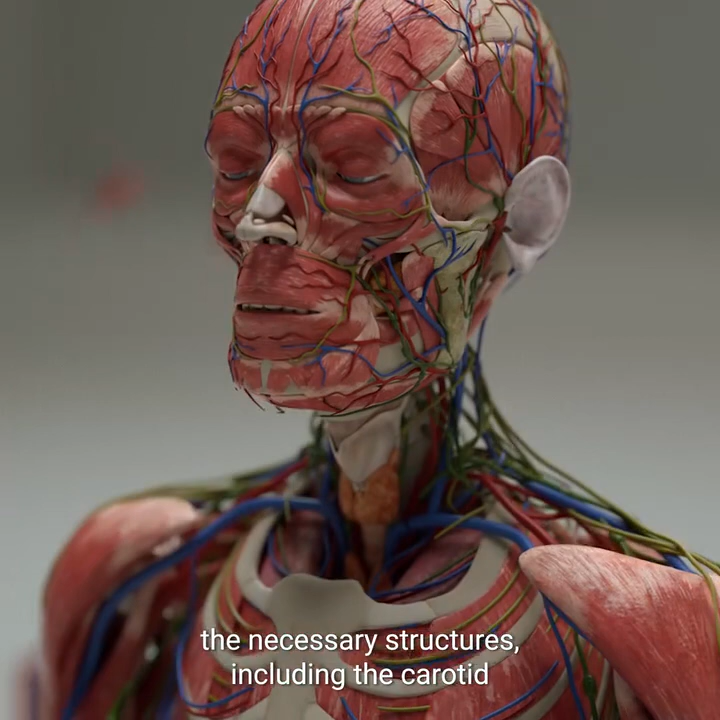 the necessary structures,
including the carotid